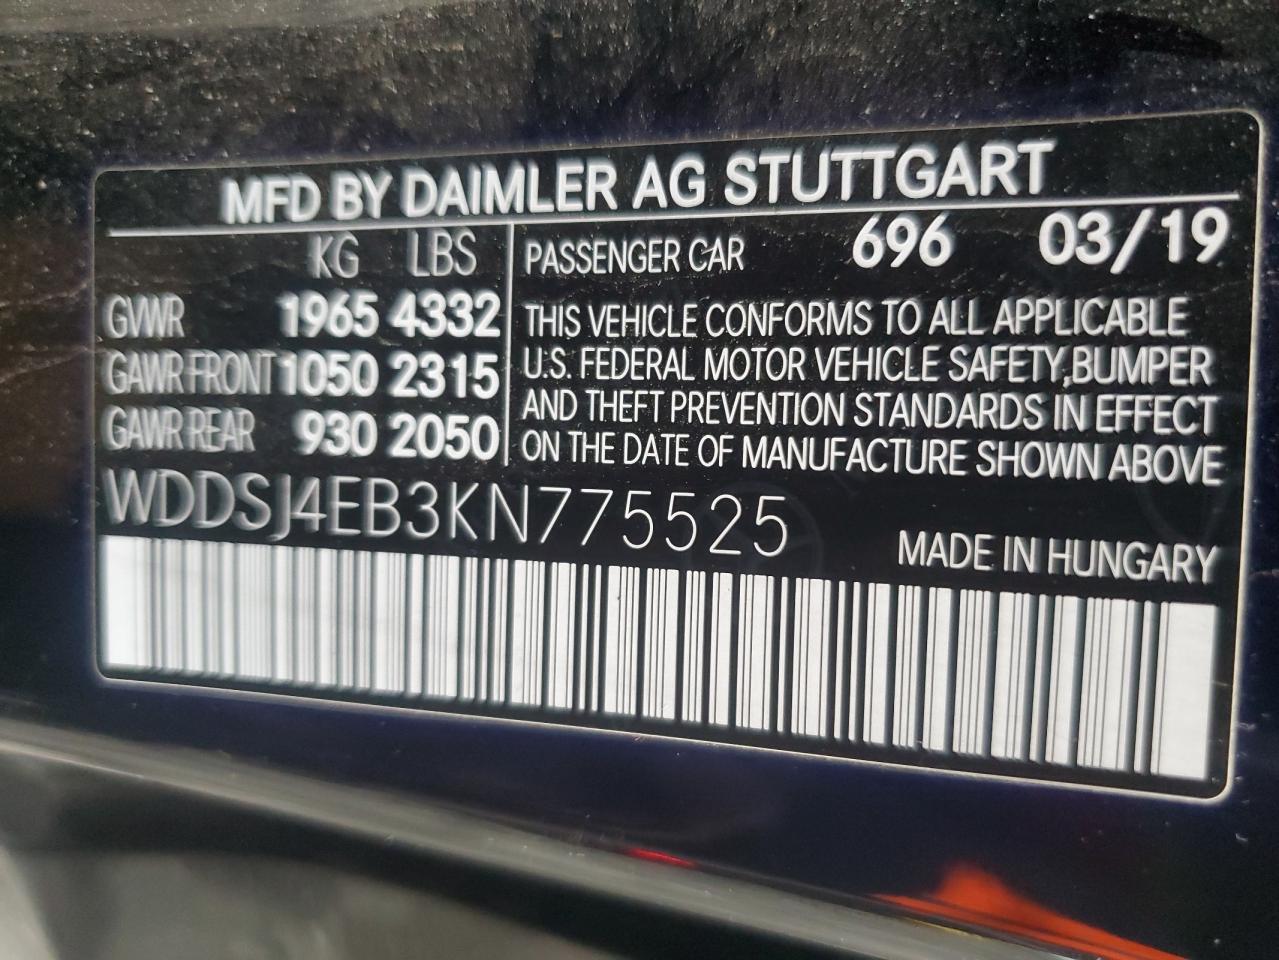 MFD BY DAIMLER AG STUTTGART
KG LBS
GVWR 1965 4332
GAWR FRONT 1050 2315
GAWR REAR 930 2050
PASSENGER CAR 696 03/19
THIS VEHICLE CONFORMS TO ALL APPLICABLE
U.S. FEDERAL MOTOR VEHICLE SAFETY, BUMPER
AND THEFT PREVENTION STANDARDS IN EFFECT
ON THE DATE OF MANUFACTURE SHOWN ABOVE
WDDSJ4EB3KN775525
MADE IN HUNGARY